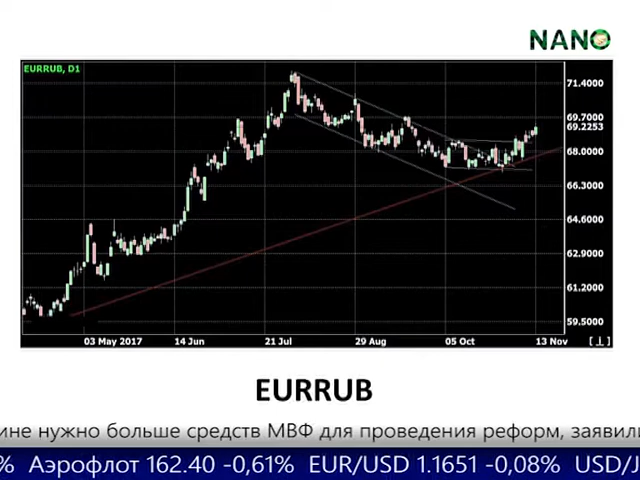 NANO
EURRUB, D1
71.4000
69.7000
69.2253
68.0000
66.3000
64.6000
62.9000
61.2000
59.5000
03 May 2017 14 Jun 21 Jul 29 Aug 05 Oct 13 Nov
EURRUB
ине нужно больше средств МВФ для проведения реформ, заявили
% Аэрофлот 162.40 -0,61% EUR/USD 1.1651 -0,08% USD/J